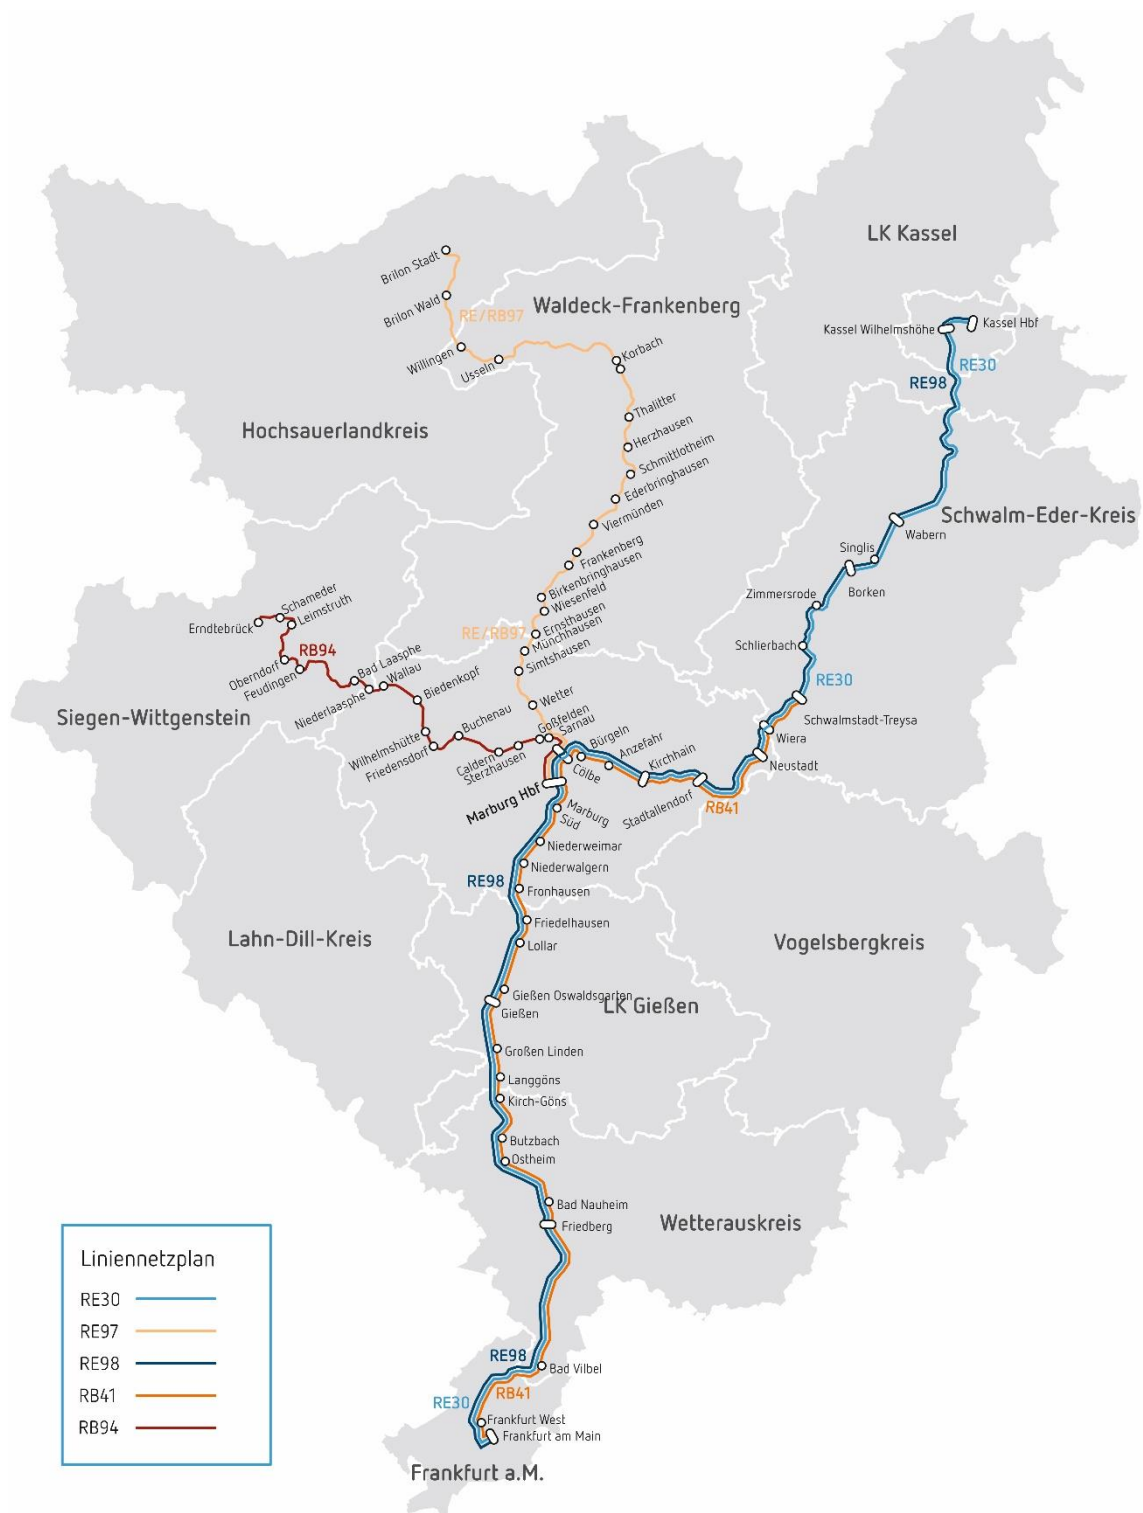 LK Kassel
Brilon Stadt
Brilon Wald
RE/RB97
Waldeck-Frankenberg
Kassel Wilhelmshöhe
Kassel Hbf
Willingen
Usseln
Korbach
RE30
RE98
Thalitter
Hochsauerlandkreis
Herzhausen
Schmittlotheim
Ederbringhausen
Viermünden
Schwalm-Eder-Kreis
Wabern
Singlis
Frankenberg
Borken
Birkenbringhausen
Zimmersrode
Wiesenfeld
Schameder
Leimstruth
Erndtebrück
Ernsthausen
RE/RB97
Münchhausen
Schlierbach
RB94
Simtshausen
Oberndorf
Feudingen
Bad Laasphe
Wallau
Niederlaasphe
RE30
Biedenkopf
Wetter
Siegen-Wittgenstein
Schwalmstadt-Treysa
Buchenau
Goßfelden
Sarnau
Wiera
Wilhelmshütte
Friedensdorf
Bürgeln
Anzefahr
Caldern
Sterzhausen
Kirchhain
Neustadt
Cölbe
Marburg Hbf
Stadtallendorf
RB41
Marburg
Süd
Niederweimar
Niederwalgern
RE98
Fronhausen
Friedelhausen
Lahn-Dill-Kreis
Lollar
Vogelsbergkreis
Gießen Oswaldsgarten
LK Gießen
Gießen
Großen Linden
Langgöns
Kirch-Göns
Butzbach
Ostheim
Bad Nauheim
Wetterauskreis
Friedberg
Liniennetzplan
RE30
RE97
RE98
RB41
RB94
RE98
Bad Vilbel
RB41
RE30
Frankfurt West
Frankfurt am Main
Frankfurt a.M.